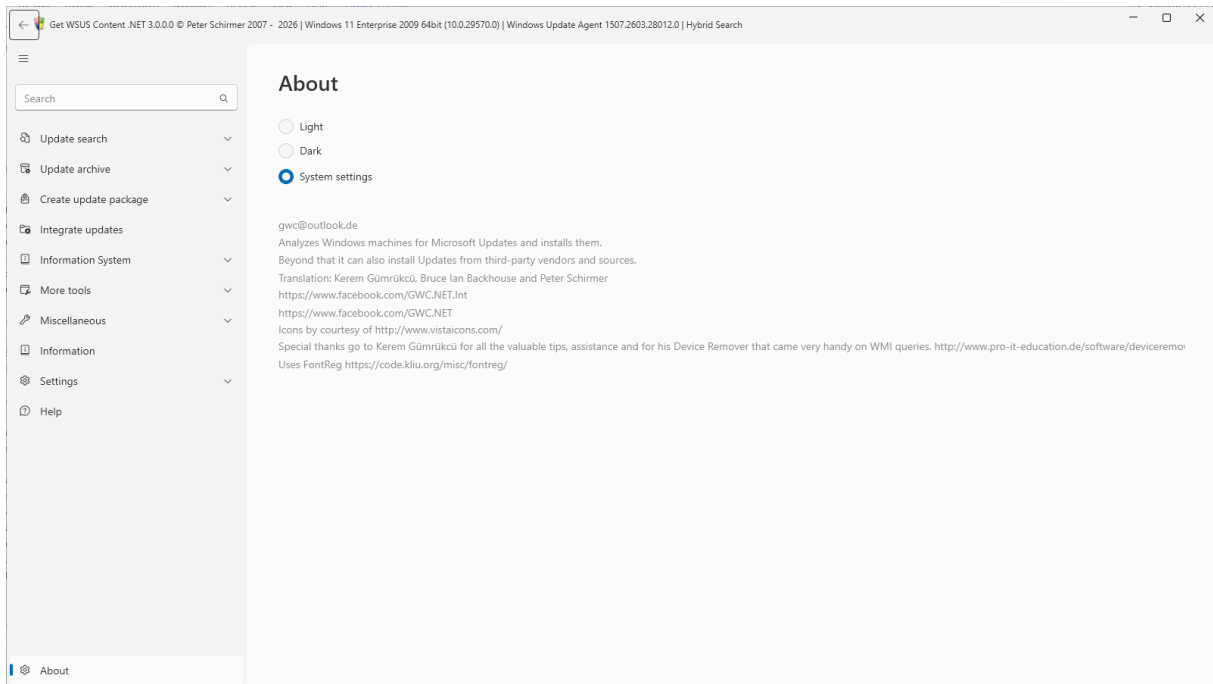 Get WSUS Content .NET 3.0.0.0 © Peter Schirmer 2007 - 2026 | Windows 11 Enterprise 2009 64bit (10.0.29570.0) | Windows Update Agent 1507.2603.28012.0 | Hybrid Search
Search
Update search
Update archive
Create update package
Integrate updates
Information System
More tools
Miscellaneous
Information
Settings
Help
About
About
Light
Dark
System settings
gwc@outlook.de
Analyzes Windows machines for Microsoft Updates and installs them.
Beyond that it can also install Updates from third-party vendors and sources.
Translation: Kerem Gümrükcü, Bruce Ian Backhouse and Peter Schirmer
https://www.facebook.com/GWC.NET.Int
https://www.facebook.com/GWC.NET
Icons by courtesy of http://www.vistaicons.com/
Special thanks go to Kerem Gümrükcü for all the valuable tips, assistance and for his Device Remover that came very handy on WMI queries. http://www.pro-it-education.de/software/deviceremov
Uses FontReg https://code.kliu.org/misc/fontreg/